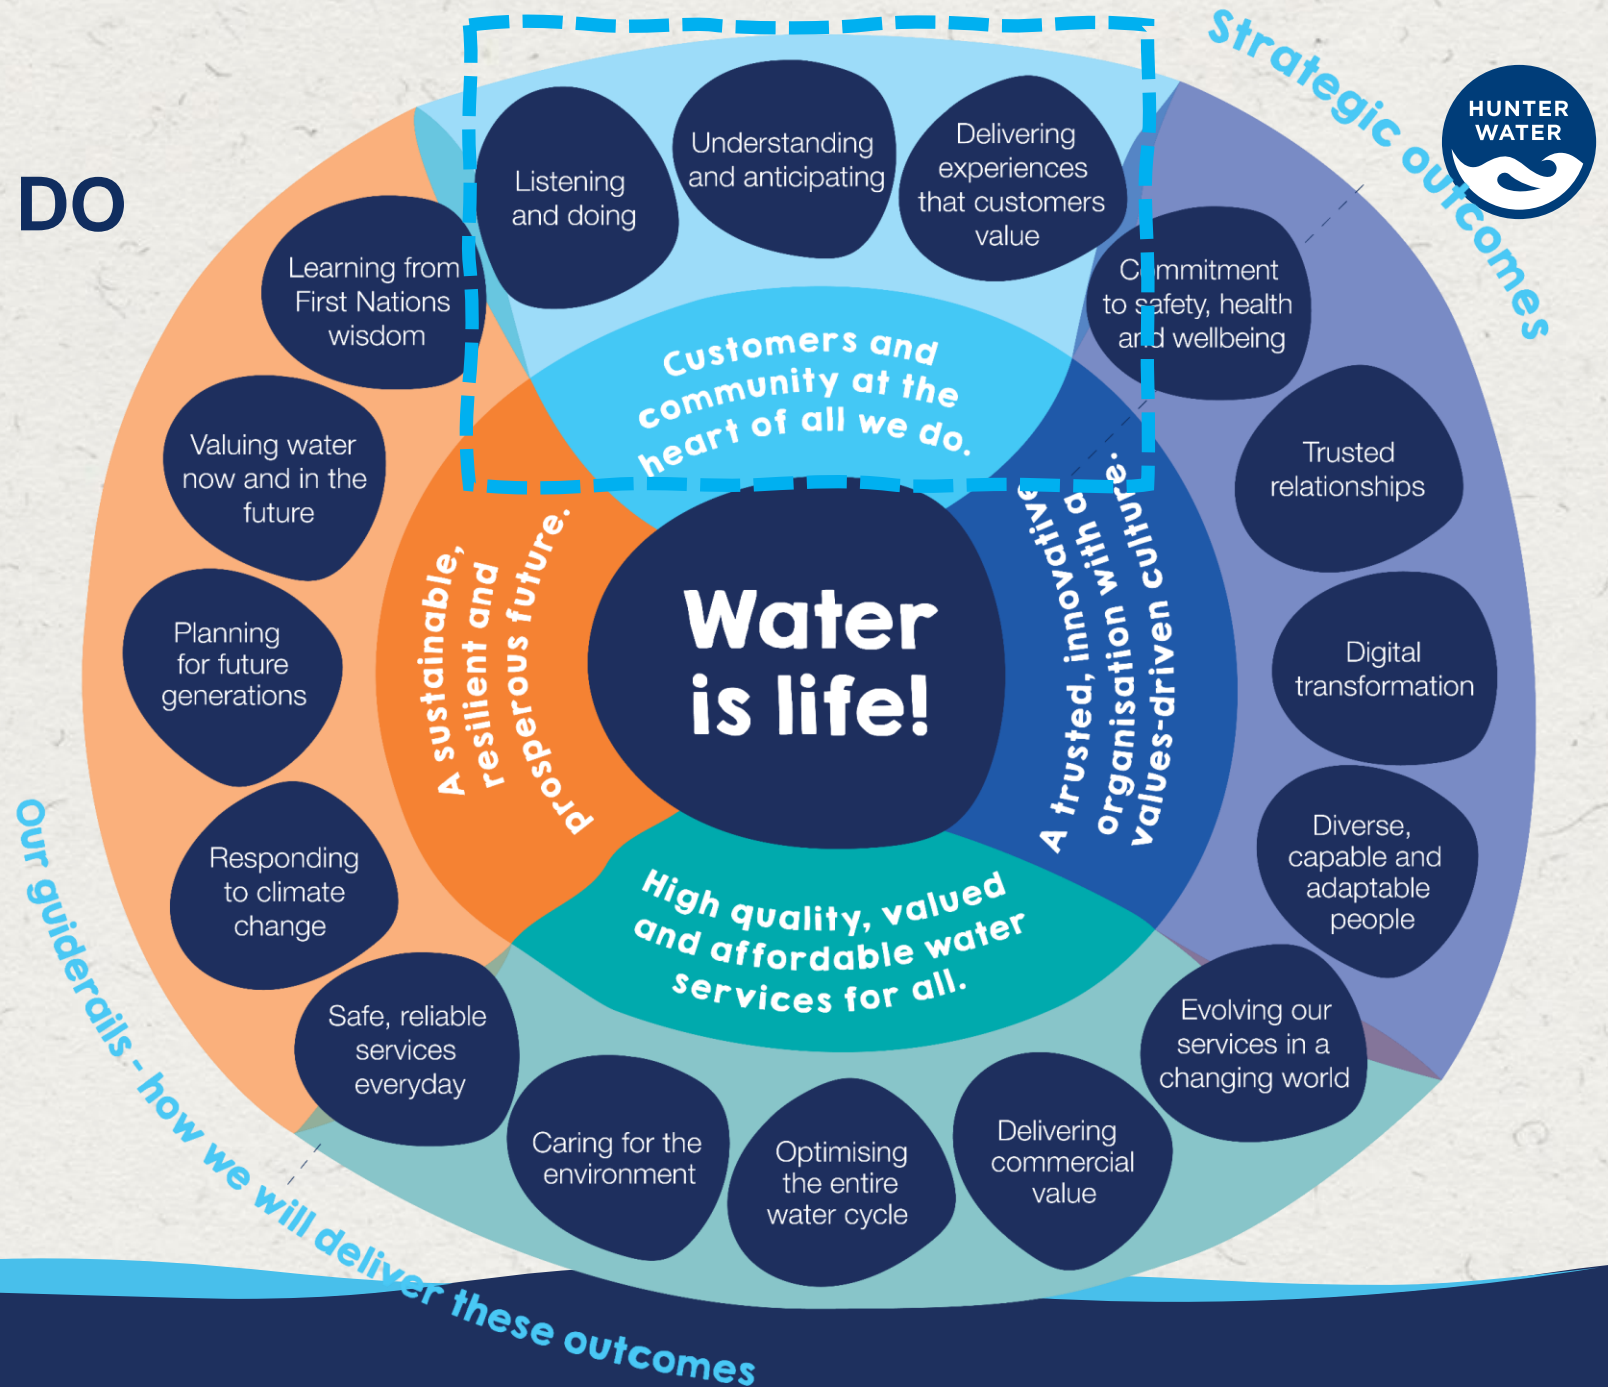 DO
Strategic outcomes
HUNTER
WATER
Listening
and doing
Understanding
and anticipating
Delivering
experiences
that customers
value
Learning from
First Nations
wisdom
Commitment
to safety, health
and wellbeing
Customers and
community at the
heart of all we do.
Valuing water
now and in the
future
Trusted
relationships
A sustainable,
resilient and
prosperous future.
Water
is life!
A trusted, innovative
organisation with a
values-driven culture.
Planning
for future
generations
Digital
transformation
Responding
to climate
change
Diverse,
capable and
adaptable
people
High quality, valued
and affordable water
services for all.
Safe, reliable
services
everyday
Evolving our
services in a
changing world
Caring for the
environment
Optimising
the entire
water cycle
Delivering
commercial
value
Our guiderails - how we will deliver these outcomes